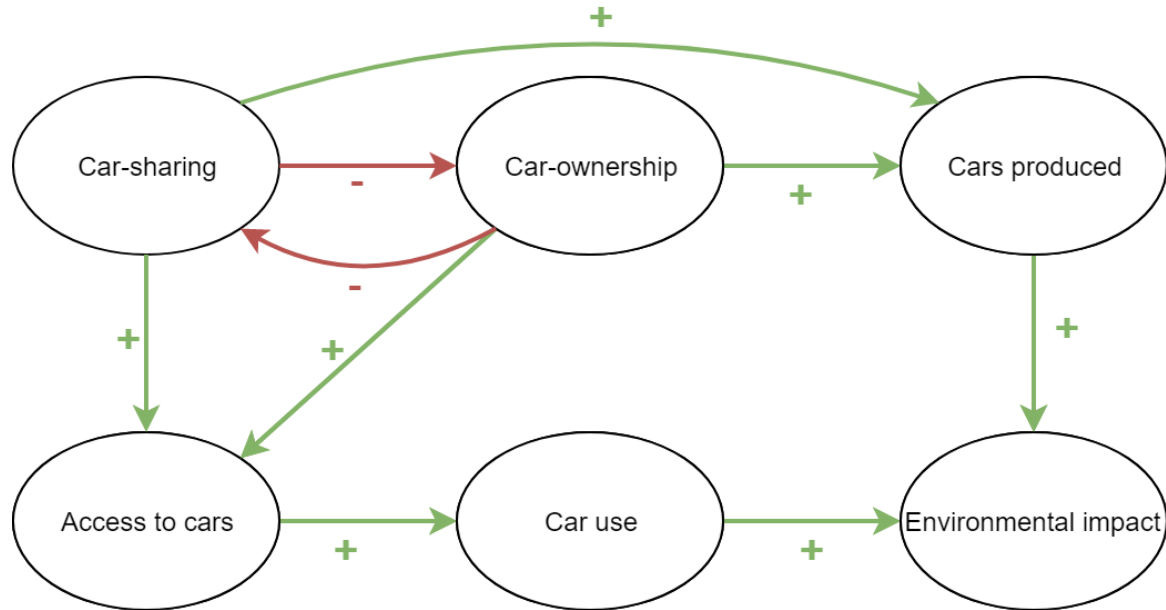 +
Car-sharing
-
Car-ownership
+
Cars produced
-
+
+
+
Access to cars
+
Car use
+
Environmental impact